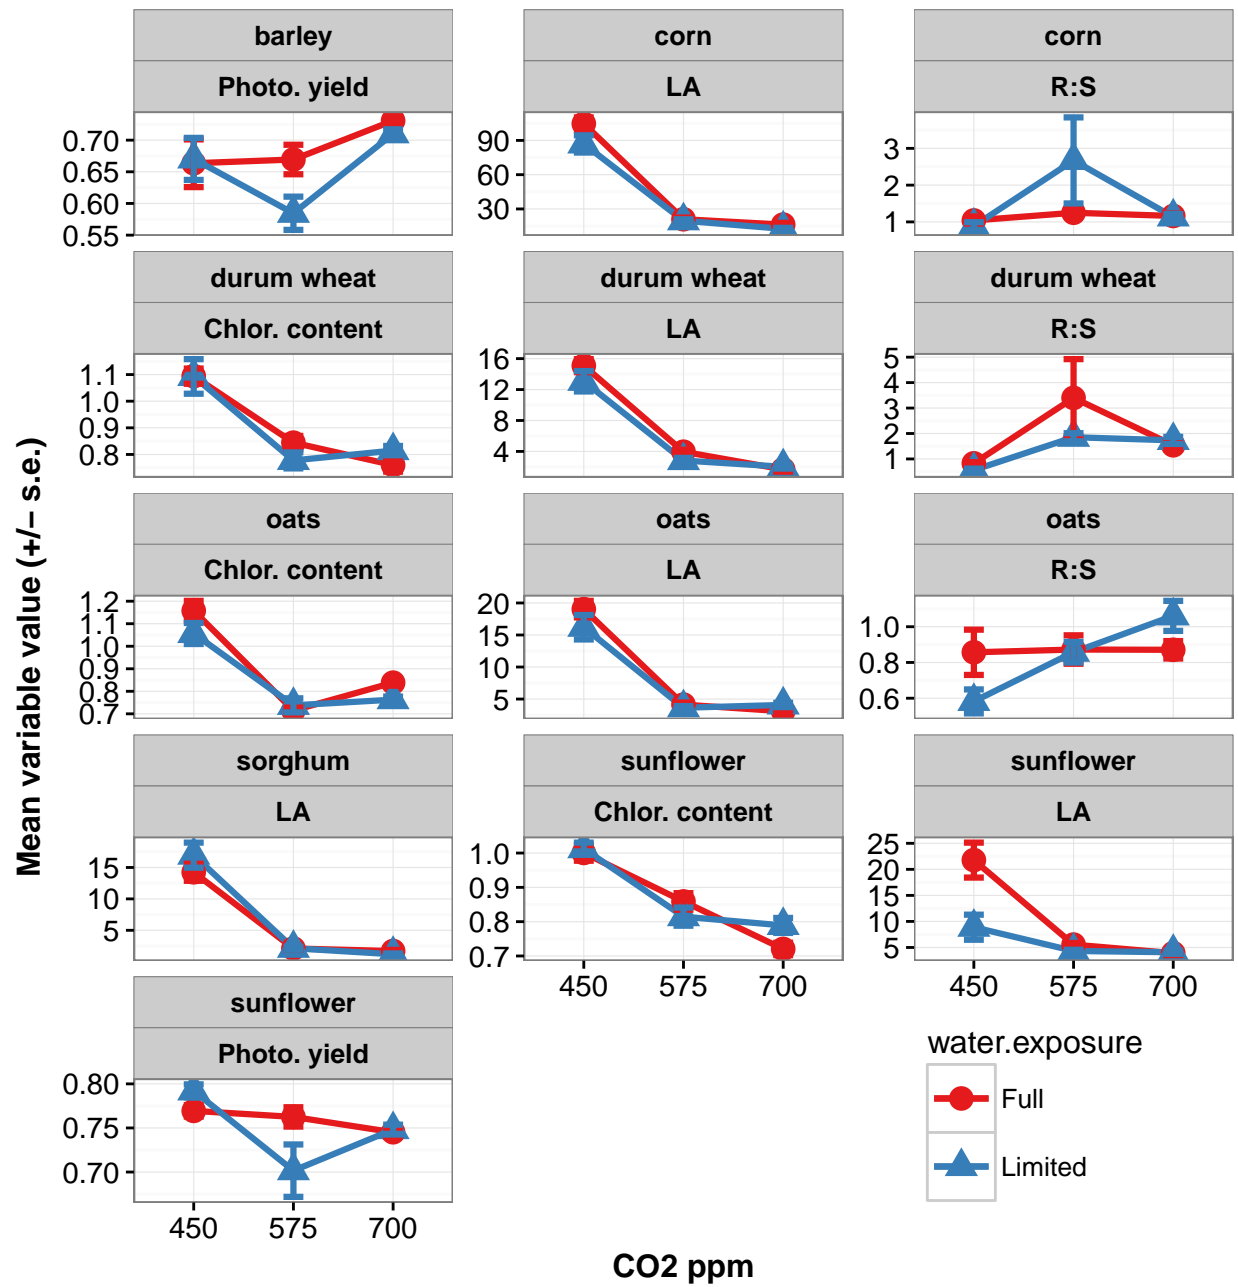 barley
Photo. yield
0.70
0.65
0.60
0.55
corn
LA
90
60
30
corn
R:S
3
2
1
durum wheat
Chlor. content
1.1
1.0
0.9
0.8
durum wheat
LA
16
12
8
4
durum wheat
R:S
5
4
3
2
1
oats
Chlor. content
1.2
1.1
1.0
0.9
0.8
0.7
oats
LA
20
15
10
5
oats
R:S
1.0
0.8
0.6
sorghum
LA
15
10
5
sunflower
Chlor. content
1.0
0.9
0.8
0.7
450 575 700
sunflower
LA
25
20
15
10
5
450 575 700
sunflower
Photo. yield
0.80
0.75
0.70
450 575 700
Mean variable value (+/− s.e.)
CO2 ppm
water.exposure
Full
Limited